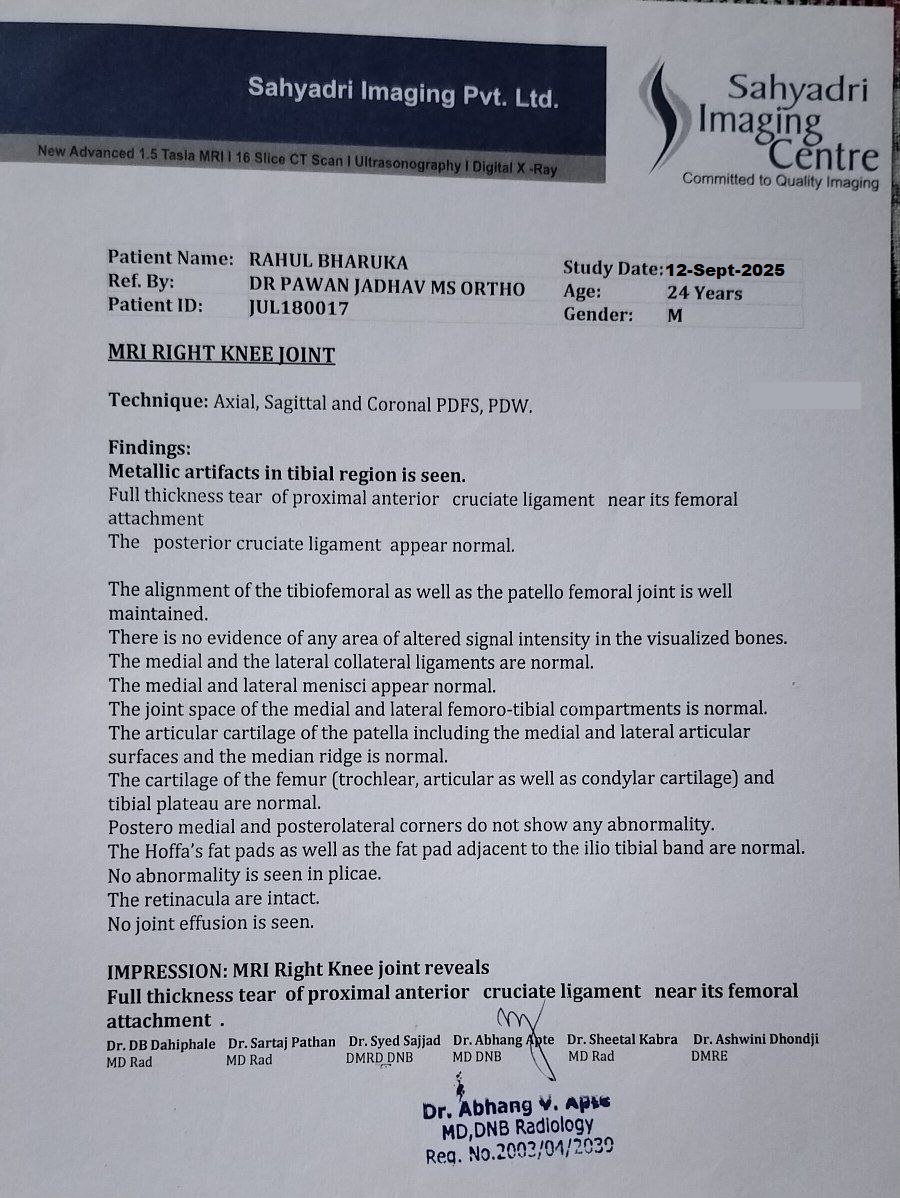 Sahyadri Imaging Pvt. Ltd.
New Advanced 1.5 Tasla MRI I 16 Slice CT Scan I Ultrasonography I Digital X -Ray
Sahyadri
Imaging
Centre
Committed to Quality Imaging
Patient Name: RAHUL BHARUKA
Ref. By: DR PAWAN JADHAV MS ORTHO
Patient ID: JUL180017
Study Date: 12-Sept-2025
Age: 24 Years
Gender: M
MRI RIGHT KNEE JOINT
Technique: Axial, Sagittal and Coronal PDFS, PDW.
Findings:
Metallic artifacts in tibial region is seen.
Full thickness tear of proximal anterior cruciate ligament near its femoral
attachment
The posterior cruciate ligament appear normal.
The alignment of the tibiofemoral as well as the patello femoral joint is well
maintained.
There is no evidence of any area of altered signal intensity in the visualized bones.
The medial and the lateral collateral ligaments are normal.
The medial and lateral menisci appear normal.
The joint space of the medial and lateral femoro-tibial compartments is normal.
The articular cartilage of the patella including the medial and lateral articular
surfaces and the median ridge is normal.
The cartilage of the femur (trochlear, articular as well as condylar cartilage) and
tibial plateau are normal.
Postero medial and posterolateral corners do not show any abnormality.
The Hoffa's fat pads as well as the fat pad adjacent to the ilio tibial band are normal.
No abnormality is seen in plicae.
The retinacula are intact.
No joint effusion is seen.
IMPRESSION: MRI Right Knee joint reveals
Full thickness tear of proximal anterior cruciate ligament near its femoral
attachment .
Dr. DB Dahiphale Dr. Sartaj Pathan Dr. Syed Sajjad Dr. Abhang Apte Dr. Sheetal Kabra Dr. Ashwini Dhondji
MD Rad MD Rad DMRD DNB MD DNB MD Rad DMRE
Dr. Abhang V. Apte
MD,DNB Radiology
Reg. No.2003/04/2039